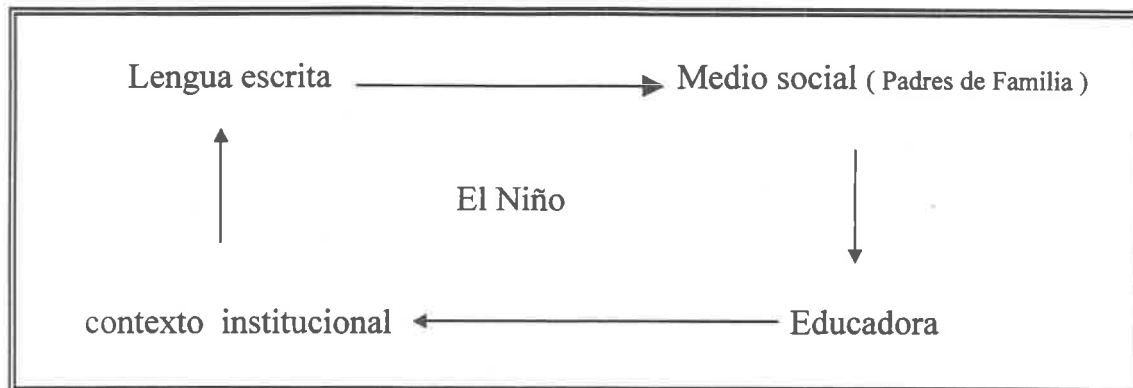 Lengua escrita Medio social ( Padres de Familia )
El Niño
contexto institucional Educadora